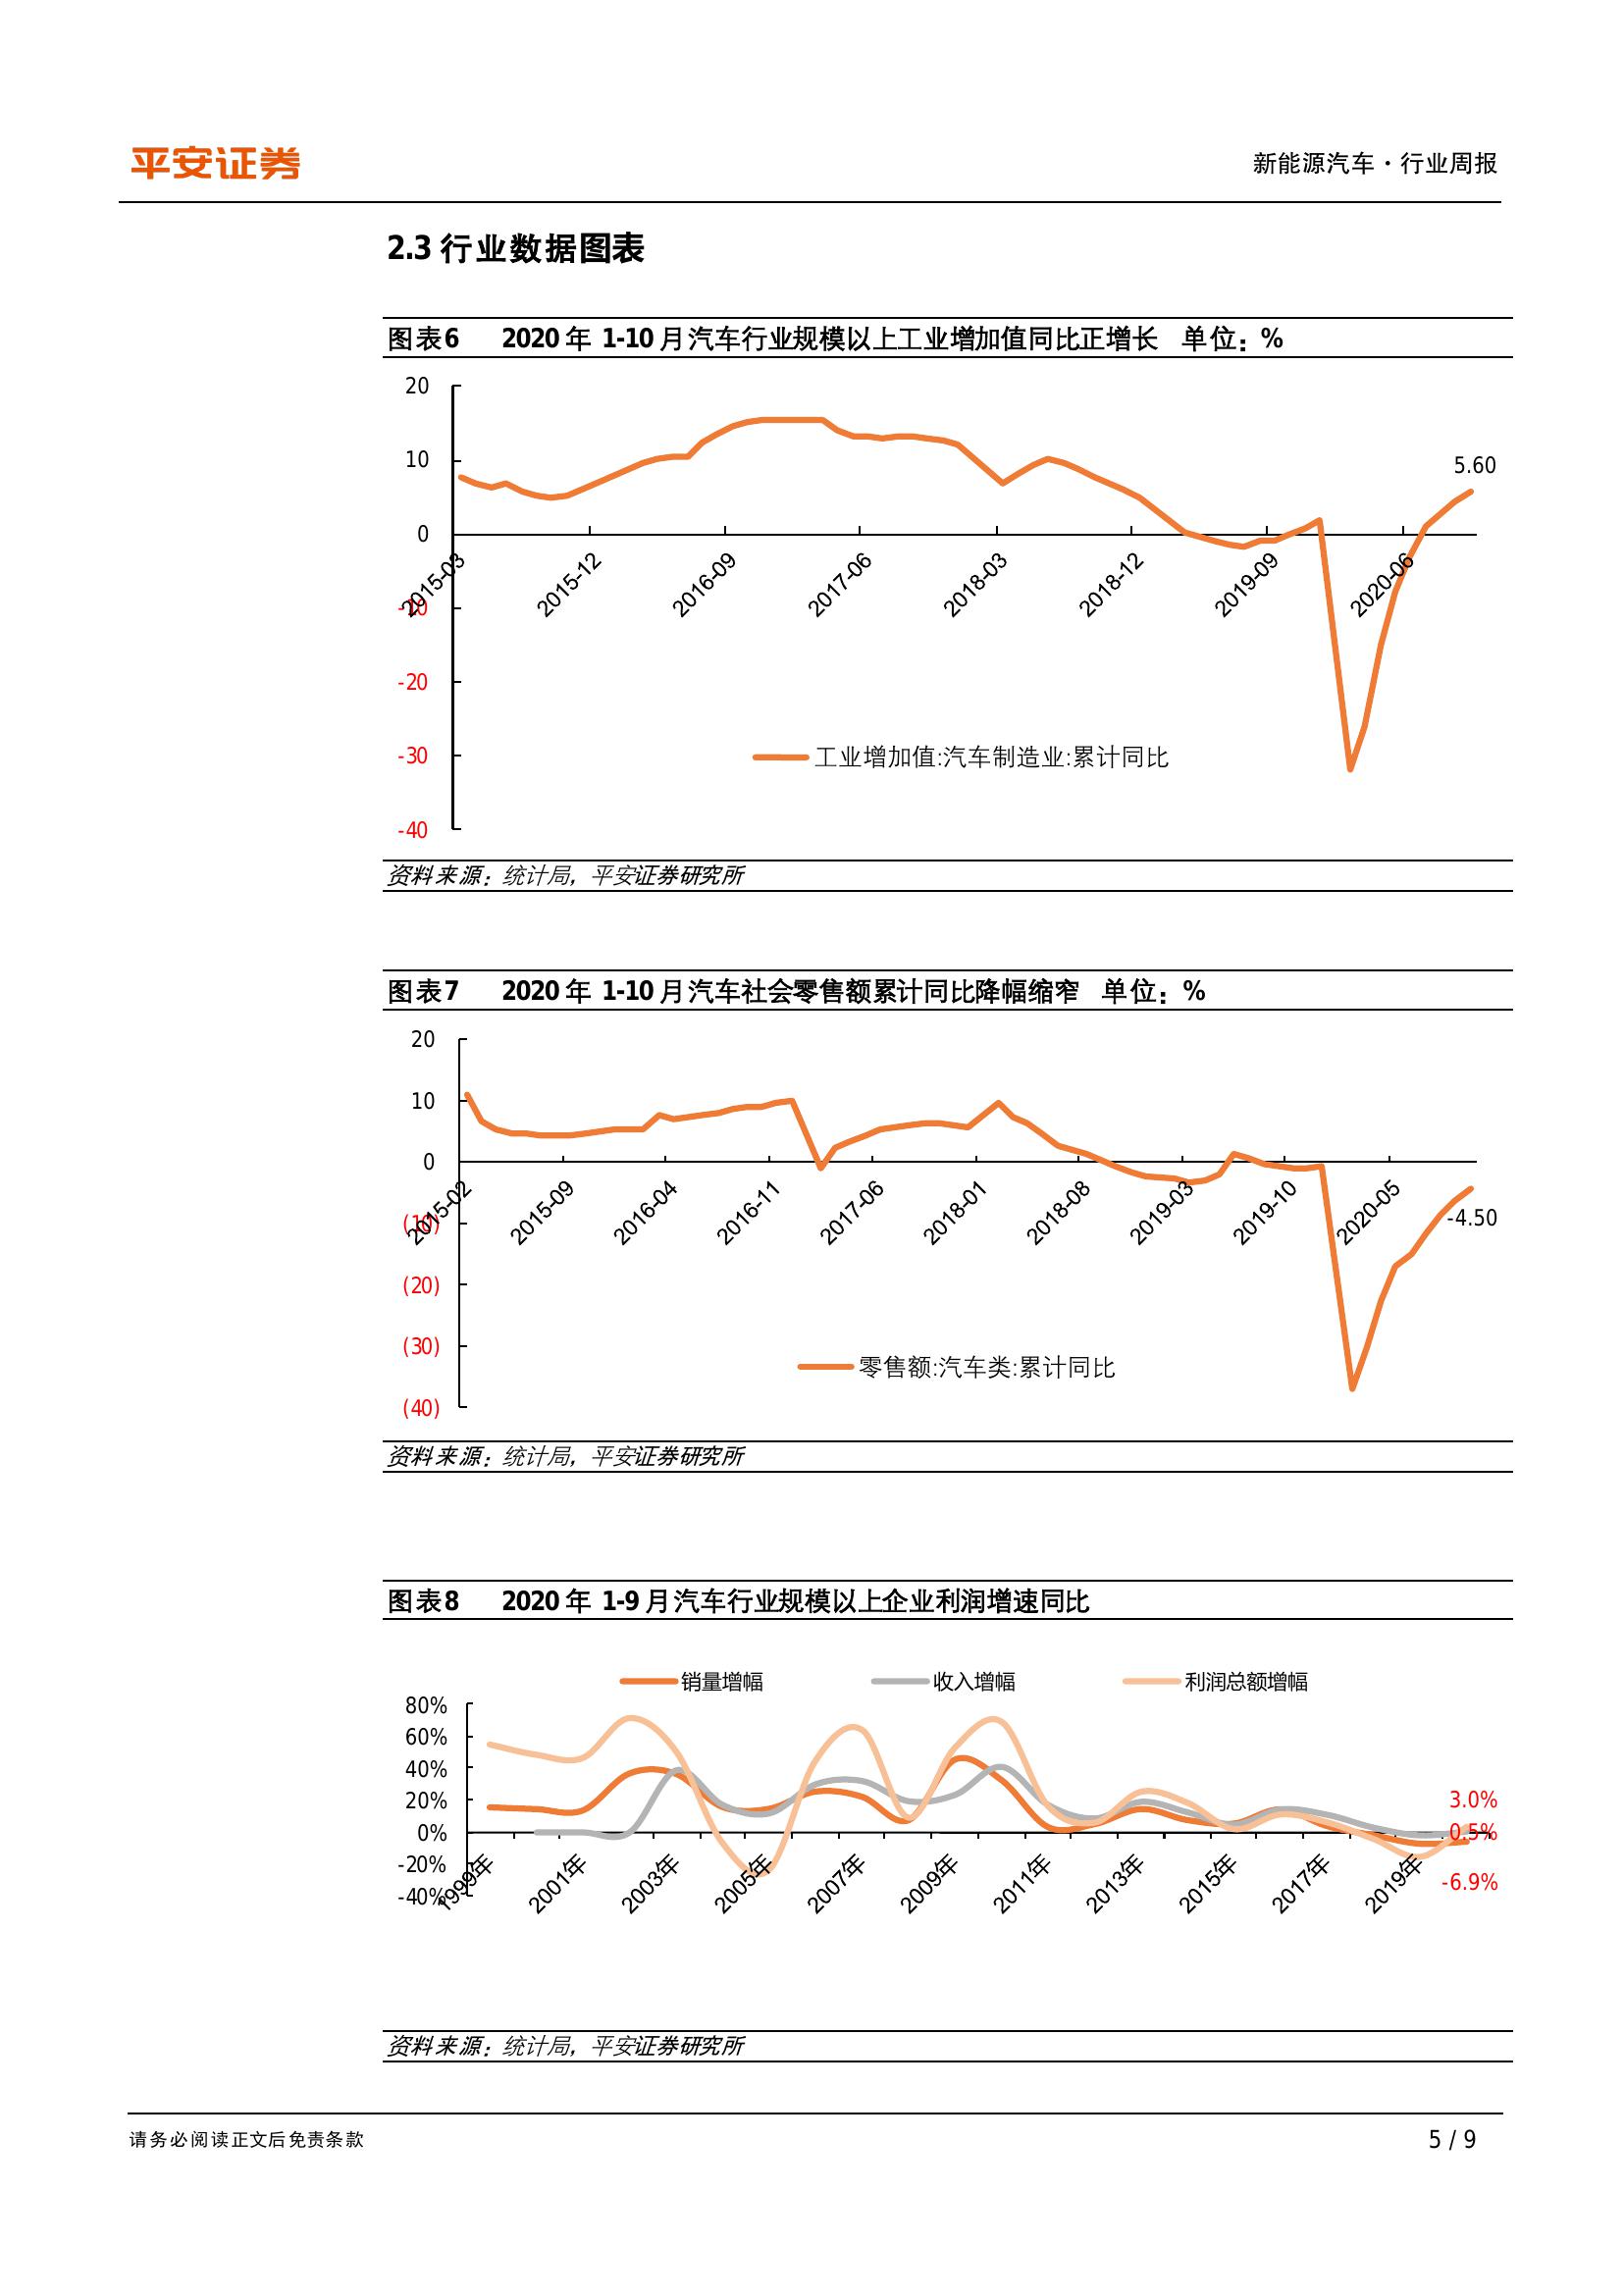 平安证券
新能源汽车·行业周报
2.3 行业数据图表
图表6 2020 年 1-10 月汽车行业规模以上工业增加值同比正增长 单位：%
20
10
0
-10
-20
-30
-40
5.60
2015-03 2015-12 2016-09 2017-06 2018-03 2018-12 2019-09 2020-06
工业增加值:汽车制造业:累计同比
资料来源：统计局，平安证券研究所
图表7 2020 年 1-10 月汽车社会零售额累计同比降幅缩窄 单位：%
20
10
0
(10)
(20)
(30)
(40)
2015-02 2015-09 2016-04 2016-11 2017-06 2018-01 2018-08 2019-03 2019-10 2020-05
-4.50
零售额:汽车类:累计同比
资料来源：统计局，平安证券研究所
图表8 2020 年 1-9 月汽车行业规模以上企业利润增速同比
销量增幅 收入增幅 利润总额增幅
80%
60%
40%
20%
0%
-20%
-40%
3.0%
0.5%
-6.9%
1999年 2001年 2003年 2005年 2007年 2009年 2011年 2013年 2015年 2017年 2019年
资料来源：统计局，平安证券研究所
请务必阅读正文后免责条款
5 / 9